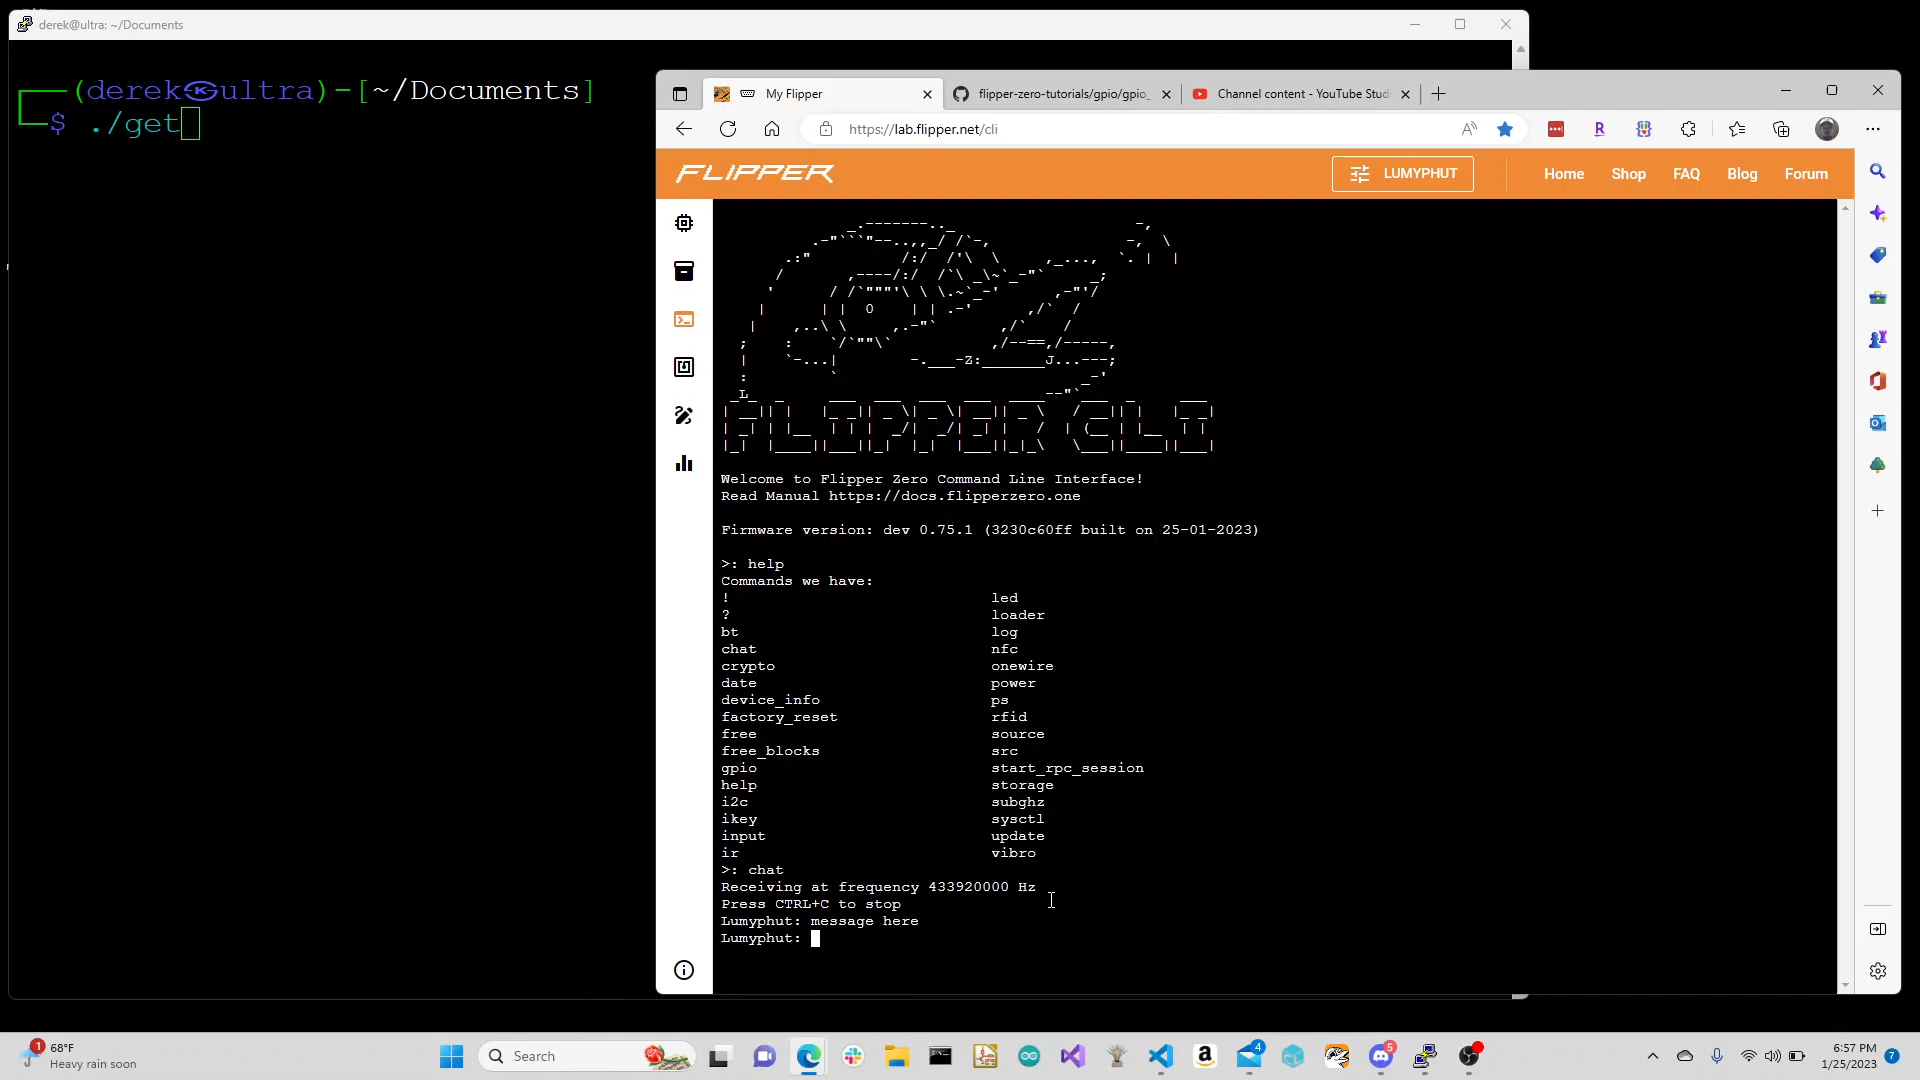 derek@ultra: ~/Documents
(derek㉿ultra)-[~/Documents]
$ ./get
My Flipper
flipper-zero-tutorials/gpio/gpio_
Channel content - YouTube Stud
https://lab.flipper.net/cli
FLIPPER
LUMYPHUT
Home
Shop
FAQ
Blog
Forum
FLIPPER CLI
Welcome to Flipper Zero Command Line Interface!
Read Manual https://docs.flipperzero.one
Firmware version: dev 0.75.1 (3230c60ff built on 25-01-2023)
>: help
Commands we have:
! led
? loader
bt log
chat nfc
crypto onewire
date power
device_info ps
factory_reset rfid
free source
free_blocks src
gpio start_rpc_session
help storage
i2c subghz
ikey sysctl
input update
ir vibro
>: chat
Receiving at frequency 433920000 Hz
Press CTRL+C to stop
Lumyphut: message here
Lumyphut:
1
68°F
Heavy rain soon
Search
4
5
6:57 PM
1/25/2023
7